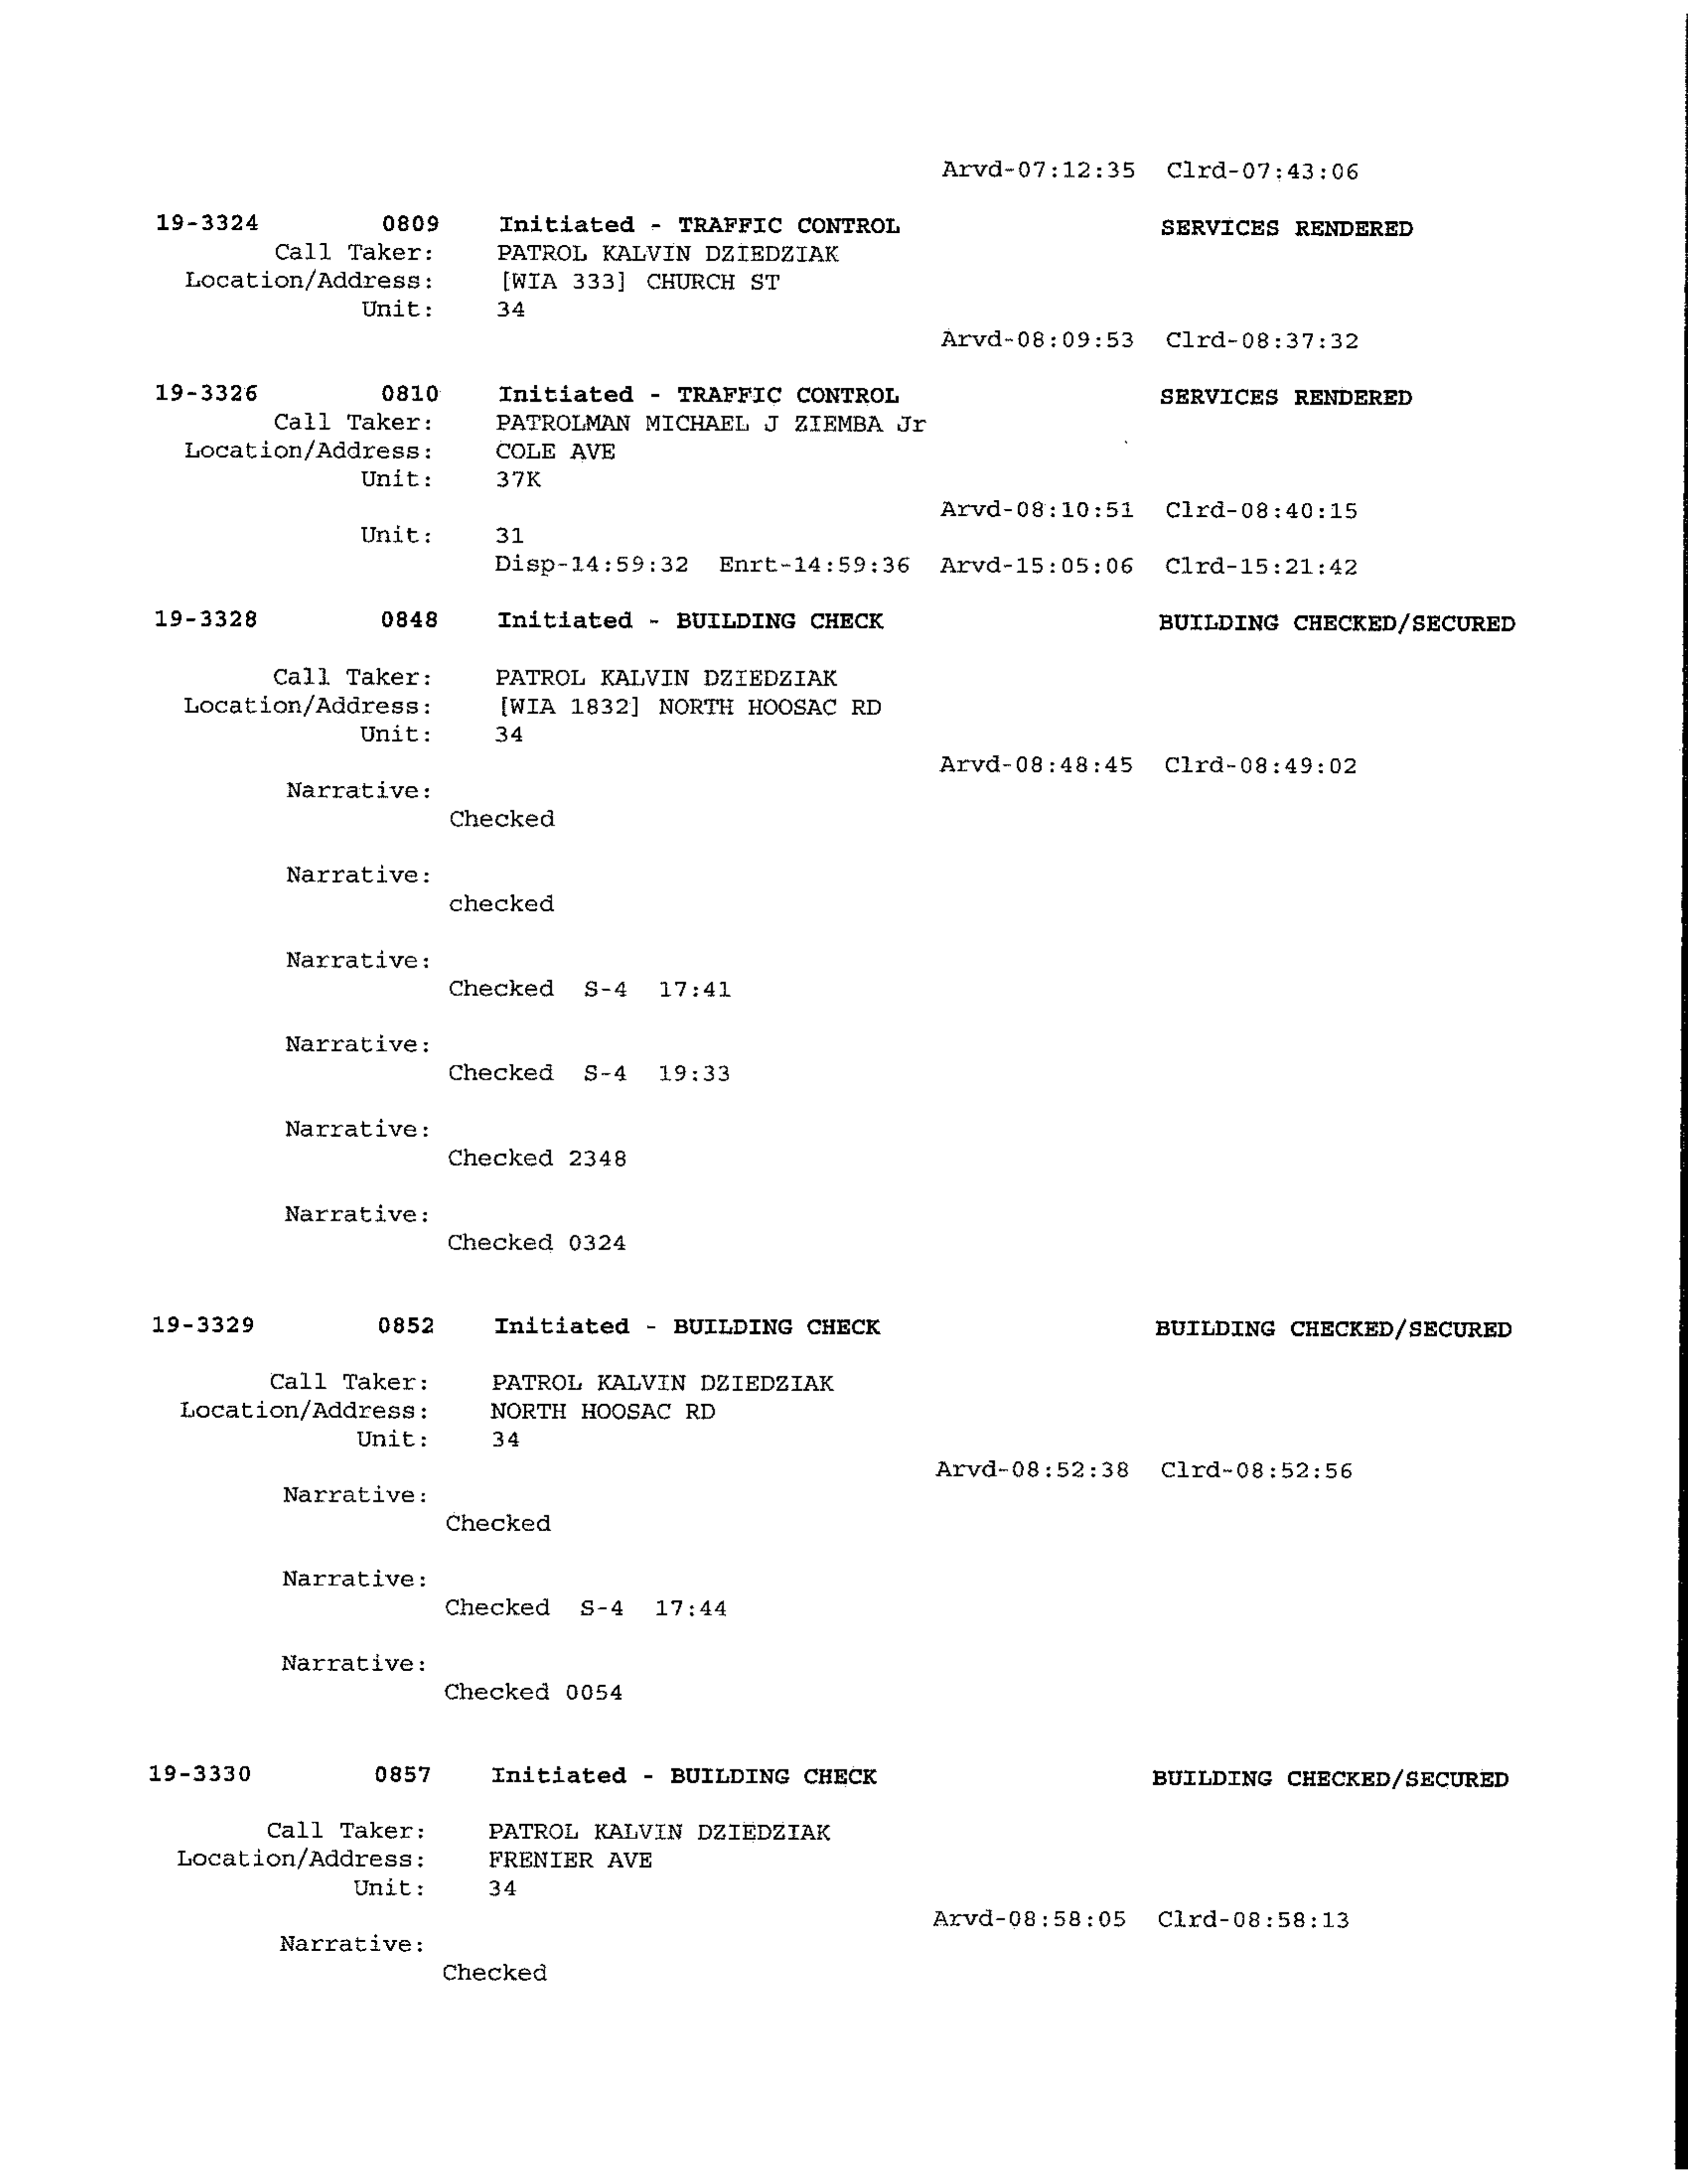 Arvd-07:12:35 Clrd-07:43:06
19-3324 0809 Initiated - TRAFFIC CONTROL SERVICES RENDERED
Call Taker: PATROL KALVIN DZIEDZIAK
Location/Address: [WIA 333] CHURCH ST
Unit: 34
Arvd-08:09:53 Clrd-08:37:32
19-3326 0810 Initiated - TRAFFIC CONTROL SERVICES RENDERED
Call Taker: PATROLMAN MICHAEL J ZIEMBA Jr
Location/Address: COLE AVE
Unit: 37K
Arvd-08:10:51 Clrd-08:40:15
Unit: 31
Disp-14:59:32 Enrt-14:59:36 Arvd-15:05:06 Clrd-15:21:42
19-3328 0848 Initiated - BUILDING CHECK BUILDING CHECKED/SECURED
Call Taker: PATROL KALVIN DZIEDZIAK
Location/Address: [WIA 1832] NORTH HOOSAC RD
Unit: 34
Arvd-08:48:45 Clrd-08:49:02
Narrative:
Checked
Narrative:
checked
Narrative:
Checked S-4 17:41
Narrative:
Checked S-4 19:33
Narrative:
Checked 2348
Narrative:
Checked 0324
19-3329 0852 Initiated - BUILDING CHECK BUILDING CHECKED/SECURED
Call Taker: PATROL KALVIN DZIEDZIAK
Location/Address: NORTH HOOSAC RD
Unit: 34
Arvd-08:52:38 Clrd-08:52:56
Narrative:
Checked
Narrative:
Checked S-4 17:44
Narrative:
Checked 0054
19-3330 0857 Initiated - BUILDING CHECK BUILDING CHECKED/SECURED
Call Taker: PATROL KALVIN DZIEDZIAK
Location/Address: FRENIER AVE
Unit: 34
Arvd-08:58:05 Clrd-08:58:13
Narrative:
Checked